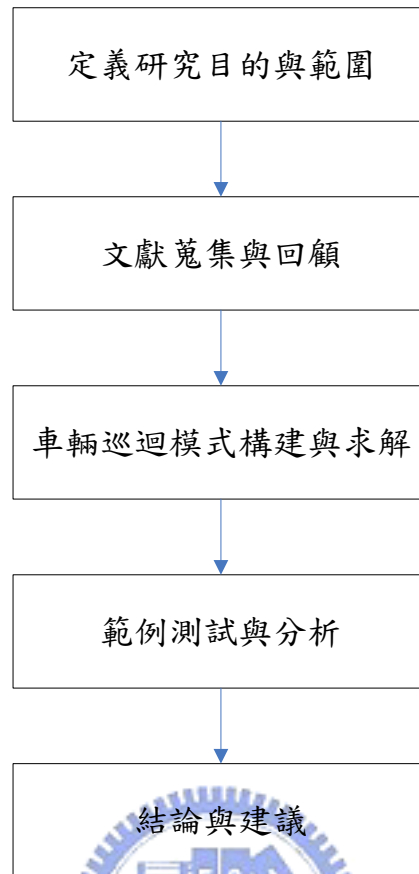 定義研究目的與範圍
文獻蒐集與回顧
車輛巡迴模式構建與求解
範例測試與分析
結論與建議